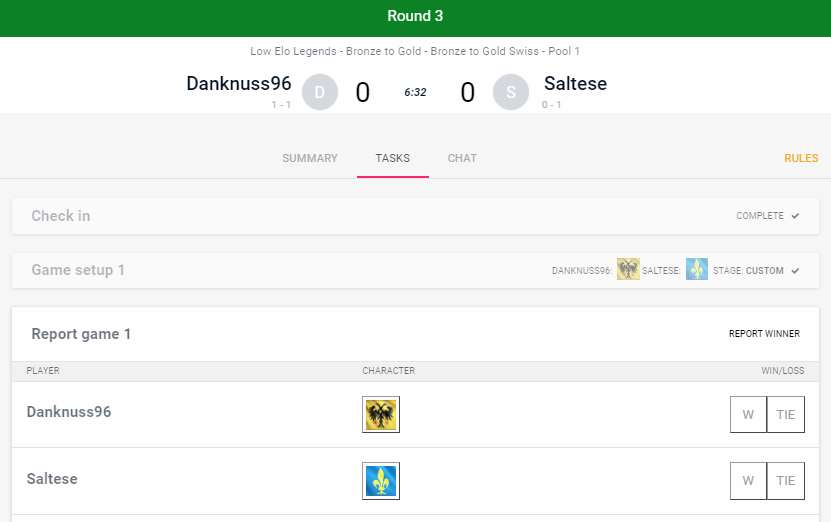 Round 3
Low Elo Legends - Bronze to Gold - Bronze to Gold Swiss - Pool 1
Danknuss96 D 0 6:32 0 S Saltese
1 - 1 0 - 1
SUMMARY TASKS CHAT RULES
Check in COMPLETE
Game setup 1 DANKNUSS96: SALTESE: STAGE: CUSTOM
Report game 1 REPORT WINNER
PLAYER CHARACTER WIN/LOSS
Danknuss96 W TIE
Saltese W TIE